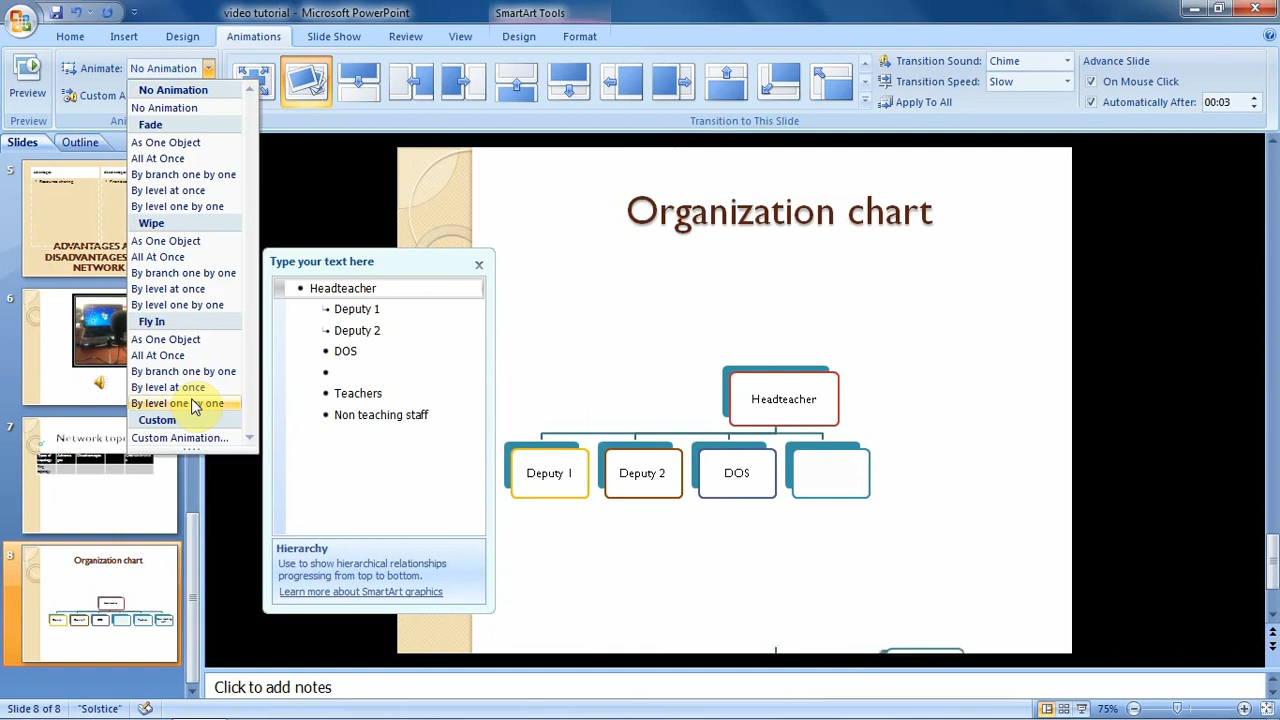 video tutorial - Microsoft PowerPoint
SmartArt Tools
Home
Insert
Design
Animations
Slide Show
Review
View
Design
Format
Preview
Preview
Animate: No Animation
Custom A
Transition Sound: Chime
Transition Speed: Slow
Apply To All
Transition to This Slide
Advance Slide
On Mouse Click
Automatically After: 00:03
No Animation
No Animation
Fade
As One Object
All At Once
By branch one by one
By level at once
By level one by one
Wipe
As One Object
All At Once
By branch one by one
By level at once
By level one by one
Fly In
As One Object
All At Once
By branch one by one
By level at once
By level one by one
Custom
Custom Animation...
Slides
Outline
5
Resource sharing
ADVANTAGES A
DISADVANTAGES
NETWORK
6
7
Network topo
8
Organization chart
Type your text here
Headteacher
Deputy 1
Deputy 2
DOS
Teachers
Non teaching staff
Hierarchy
Use to show hierarchical relationships
progressing from top to bottom.
Learn more about SmartArt graphics
Organization chart
Headteacher
Deputy 1
Deputy 2
DOS
Click to add notes
Slide 8 of 8
"Solstice"
75%